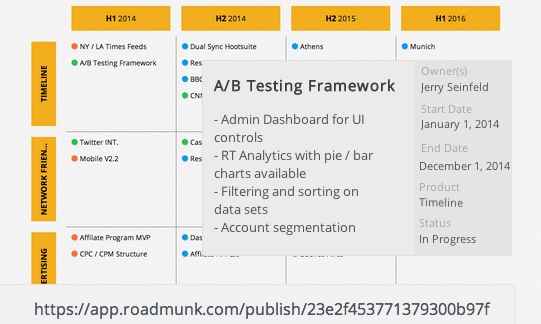 H1 2014
H2 2014
H2 2015
H1 2016
TIMELINE
NY / LA Times Feeds
A/B Testing Framework
Dual Sync Hootsuite
Res
BBC
CNN
Athens
Munich
A/B Testing Framework
- Admin Dashboard for UI
controls
- RT Analytics with pie / bar
charts available
- Filtering and sorting on
data sets
- Account segmentation
Owner(s)
Jerry Seinfeld
Start Date
January 1, 2014
End Date
December 1, 2014
Product
Timeline
Status
In Progress
NETWORK FRIEN...
Twitter INT.
Mobile V2.2
Cas
Res
ERTISING
Affiliate Program MVP
CPC / CPM Structure
Das
https://app.roadmunk.com/publish/23e2f453771379300b97f